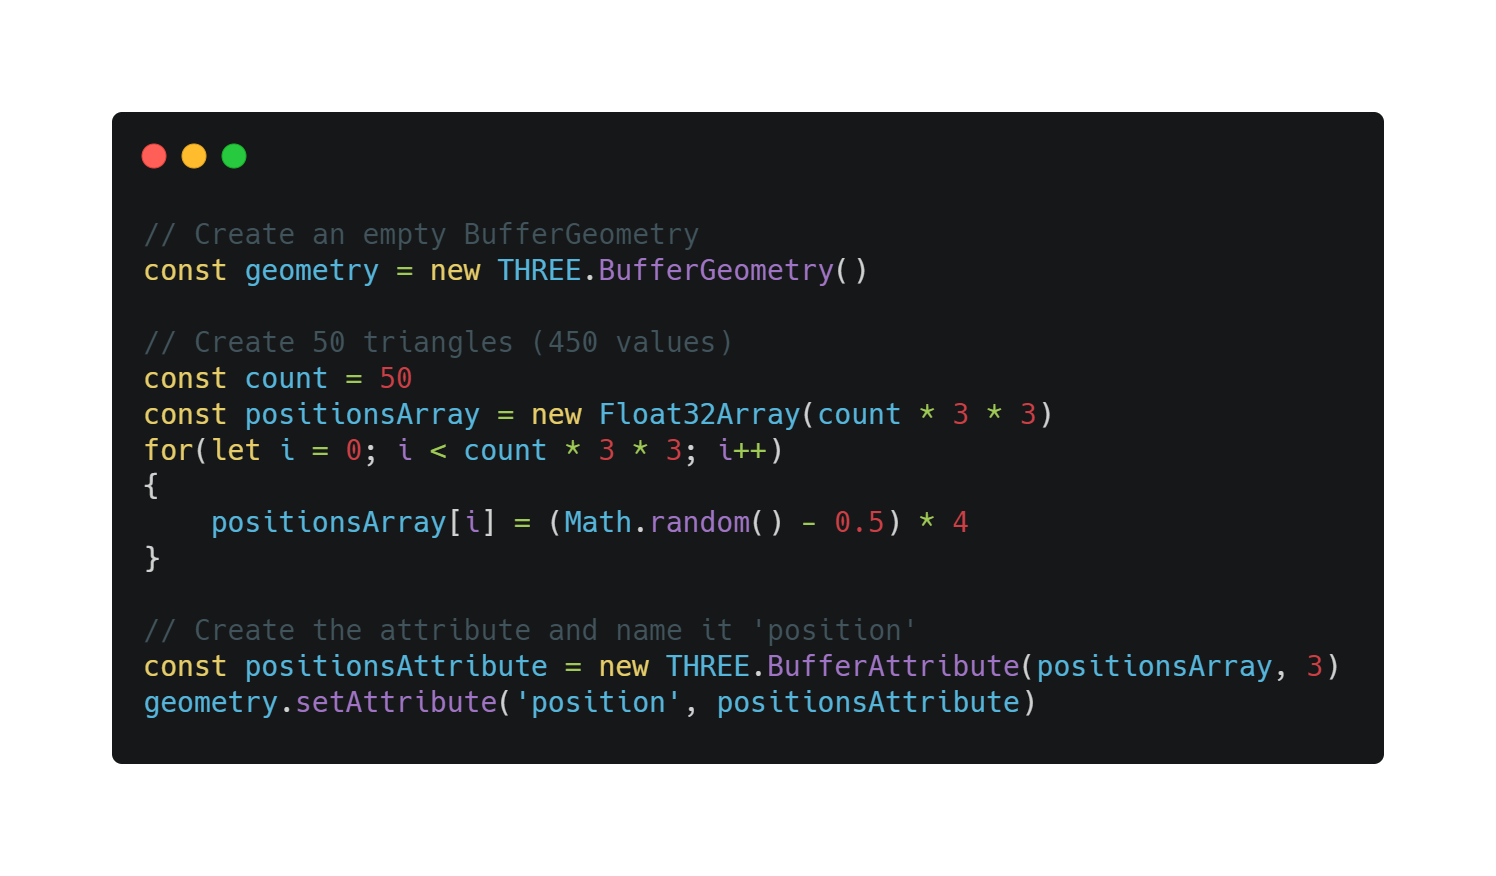 // Create an empty BufferGeometry
const geometry = new THREE.BufferGeometry()

// Create 50 triangles (450 values)
const count = 50
const positionsArray = new Float32Array(count * 3 * 3)
for(let i = 0; i < count * 3 * 3; i++)
{
    positionsArray[i] = (Math.random() - 0.5) * 4
}

// Create the attribute and name it 'position'
const positionsAttribute = new THREE.BufferAttribute(positionsArray, 3)
geometry.setAttribute('position', positionsAttribute)